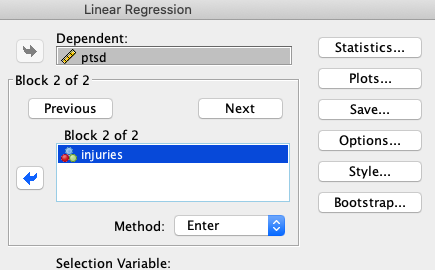 Linear Regression
Dependent:
ptsd
Statistics...
Block 2 of 2
Plots...
Previous
Next
Save...
Block 2 of 2
Options...
injuries
Style...
Bootstrap...
Method:
Enter
Selection Variable: